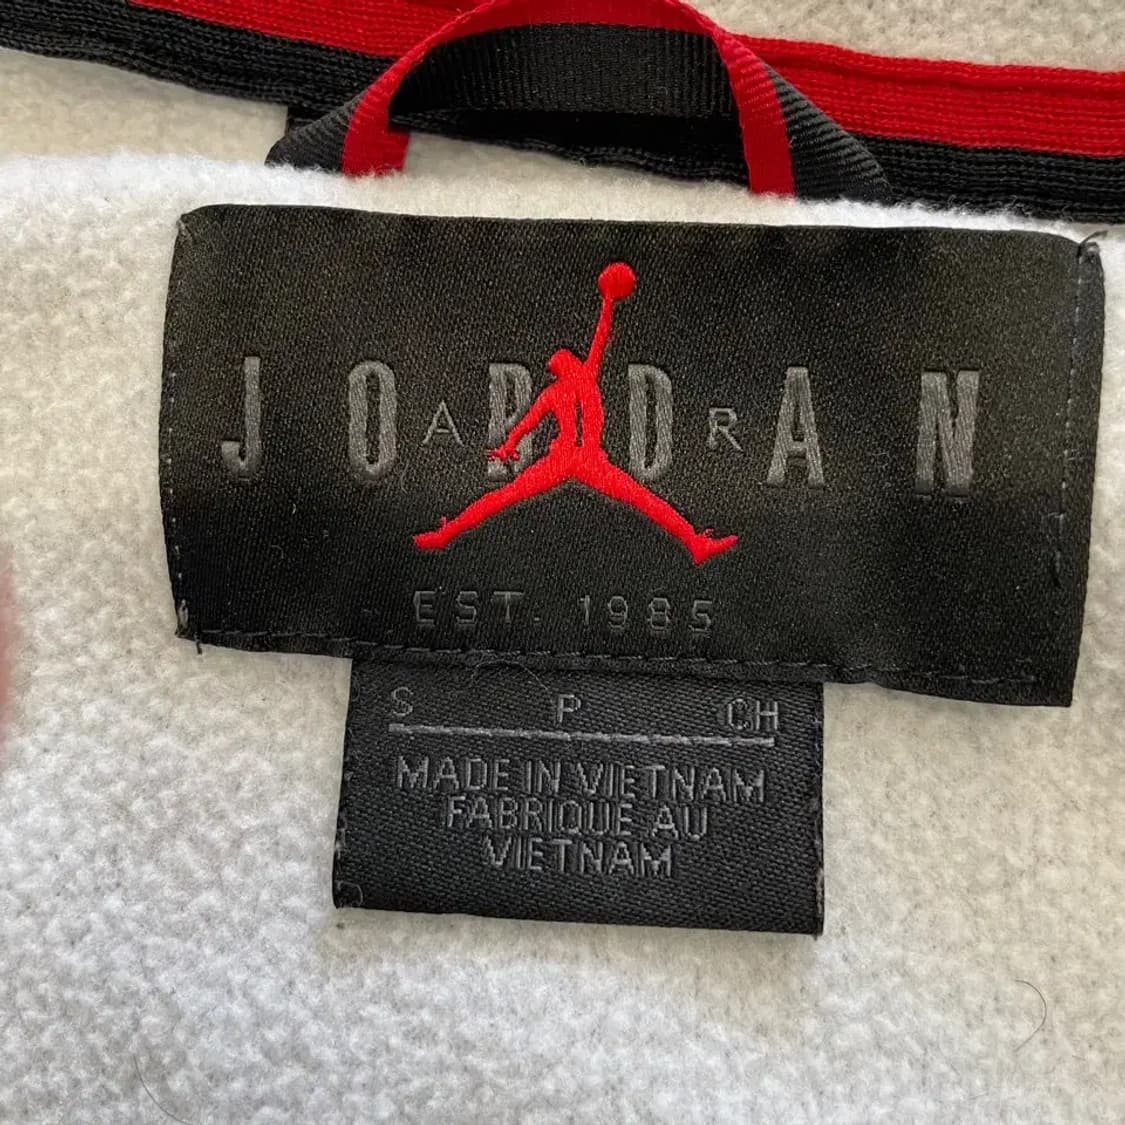 JORDAN
AIR
EST. 1985
S P CH
MADE IN VIETNAM
FABRIQUE AU
VIETNAM